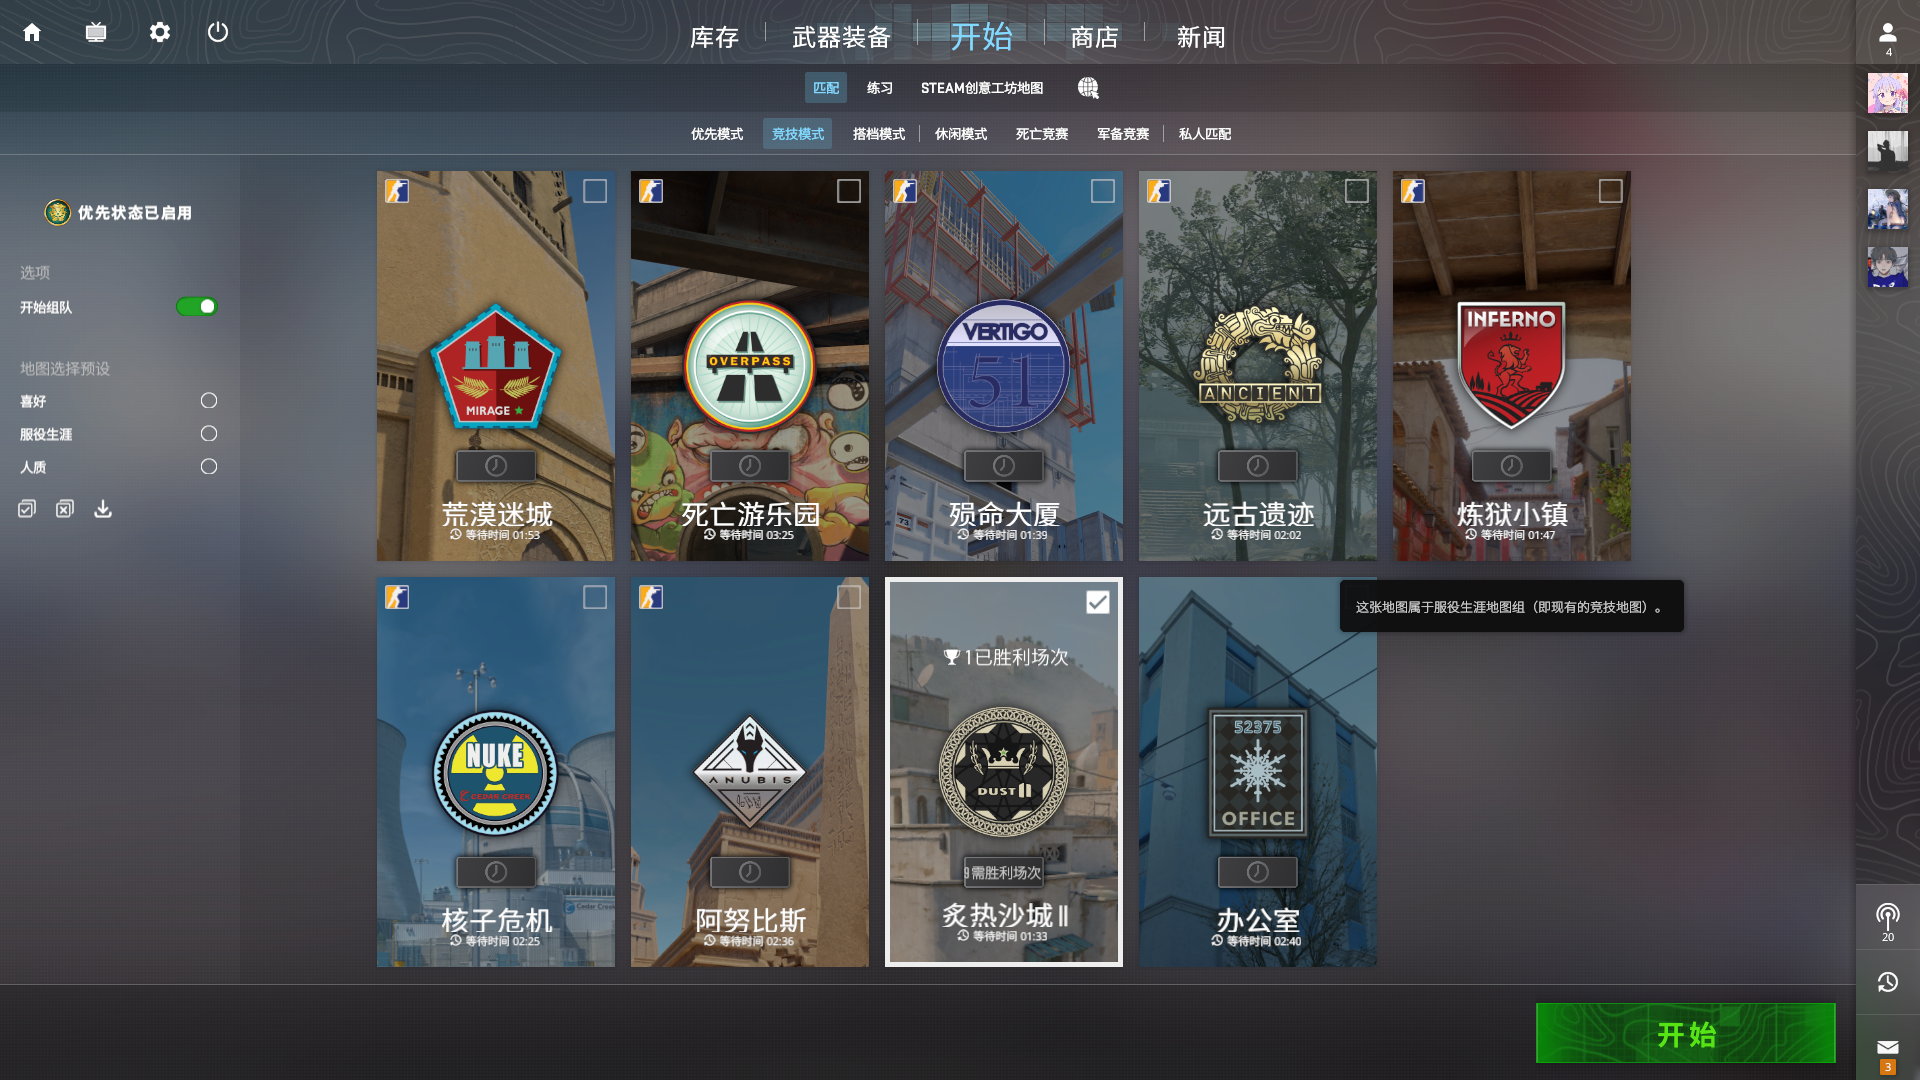 库存
武器装备
开始
商店
新闻
4
匹配
练习
STEAM创意工坊地图
优先模式
竞技模式
搭档模式
休闲模式
死亡竞赛
军备竞赛
私人匹配
优先状态已启用
选项
开始组队
地图选择预设
喜好
服役生涯
人质
MIRAGE
荒漠迷城
等待时间 01:53
OVERPASS
死亡游乐园
等待时间 03:25
VERTIGO
51
73
殒命大厦
等待时间 01:39
ANCIENT
远古遗迹
等待时间 02:02
INFERNO
炼狱小镇
等待时间 01:47
NUKE
CEDAR CREEK
Cedar Creek
核子危机
等待时间 02:25
ANUBIS
阿努比斯
等待时间 02:36
1已胜利场次
DUST II
9需胜利场次
炙热沙城 II
等待时间 01:33
52375
OFFICE
办公室
等待时间 02:40
这张地图属于服役生涯地图组（即现有的竞技地图）。
20
开始
3